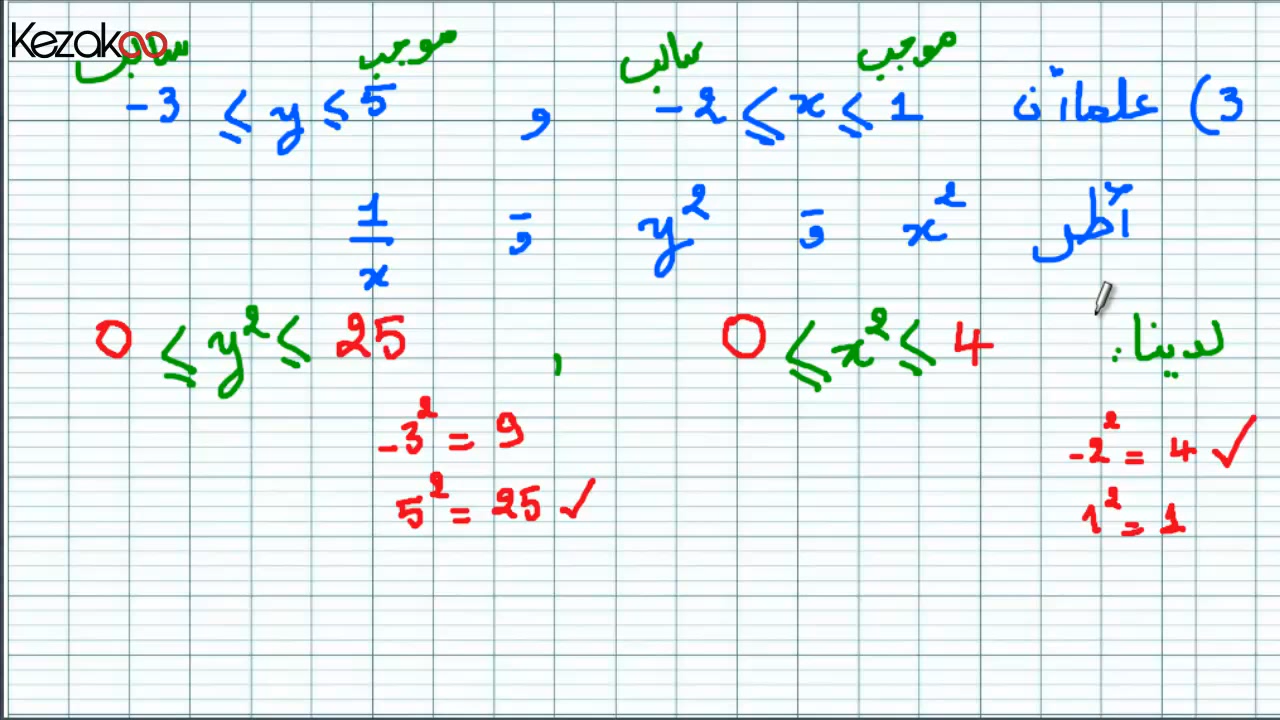 Kezakoo
موجب سالب موجب سالب
3) علما أن -2 ≤ x ≤ 1 , -3 ≤ y ≤ 5
أطر x² و y² و 1/x
لدينا: 0 ≤ x² ≤ 4 , 0 ≤ y² ≤ 25
-2² = 4 ✓ -3² = 9
1² = 1 5² = 25 ✓